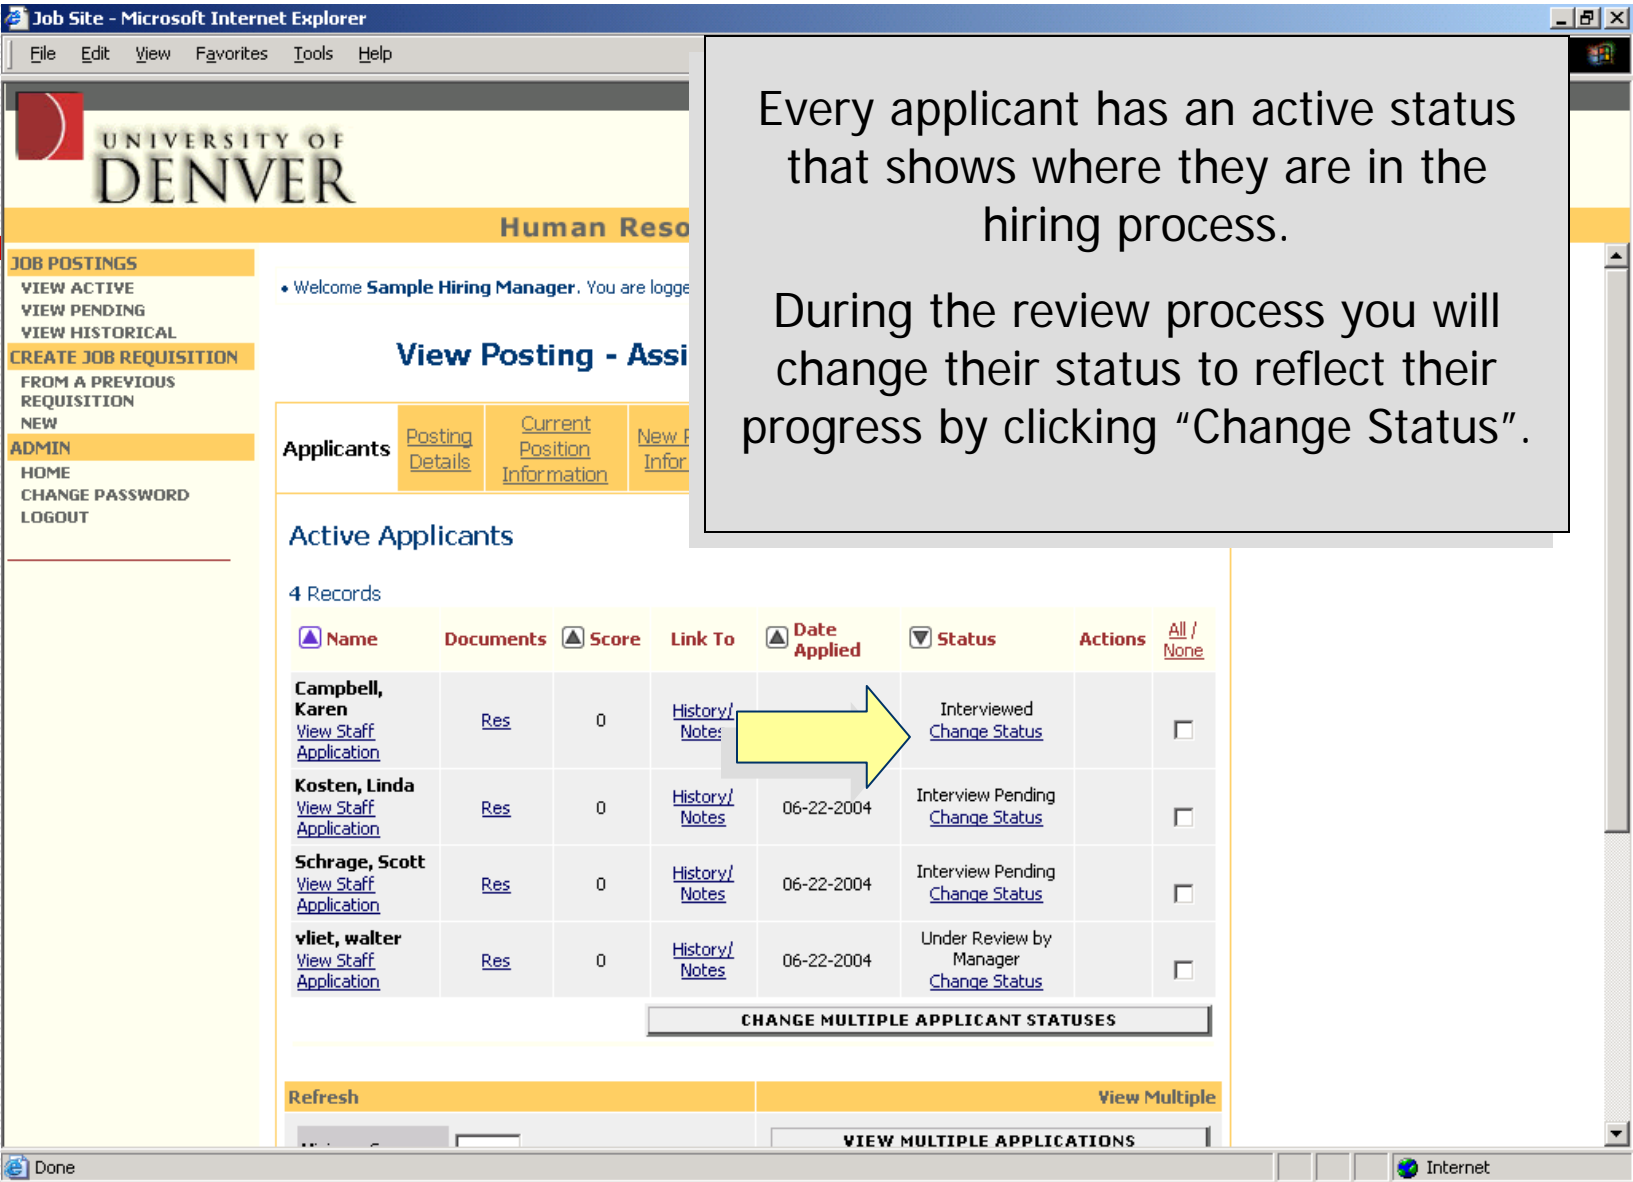 Job Site - Microsoft Internet Explorer
File Edit View Favorites Tools Help
Every applicant has an active status
that shows where they are in the
hiring process.
During the review process you will
change their status to reflect their
progress by clicking “Change Status”.
UNIVERSITY OF
DENVER
Human
JOB POSTINGS
VIEW ACTIVE
VIEW PENDING
VIEW HISTORICAL
CREATE JOB REQUISITION
FROM A PREVIOUS
REQUISITION
NEW
ADMIN
HOME
CHANGE PASSWORD
LOGOUT
• Welcome Sample Hiring Manager. You are
View Posting -
Applicants
Posting
Details
Current
Position
Information
New
Active Applicants
4 Records
Name Documents Score Link To Date Applied Status Actions All / None
Campbell,
Karen
View Staff
Application
Res
0
History/
Notes
Interviewed
Change Status
Kosten, Linda
View Staff
Application
Res
0
History/
Notes
06-22-2004
Interview Pending
Change Status
Schrage, Scott
View Staff
Application
Res
0
History/
Notes
06-22-2004
Interview Pending
Change Status
vliet, walter
View Staff
Application
Res
0
History/
Notes
06-22-2004
Under Review by
Manager
Change Status
CHANGE MULTIPLE APPLICANT STATUSES
Refresh
View Multiple
VIEW MULTIPLE APPLICATIONS
Done
Internet